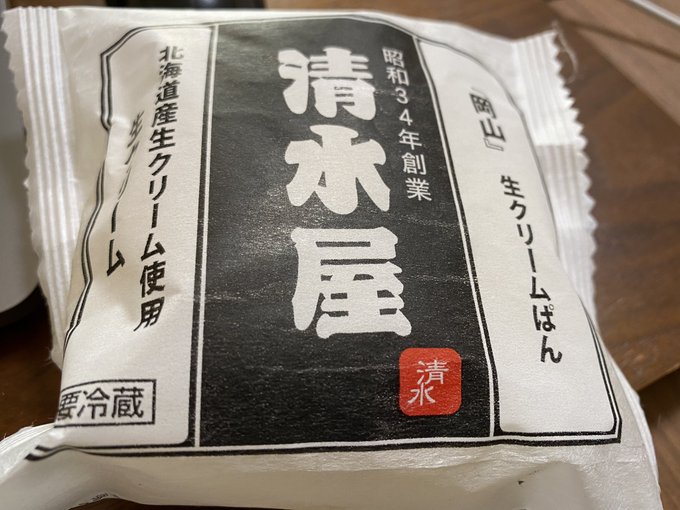 『岡山』 生クリームぱん
昭和34年創業
清水屋
清水
北海道産生クリーム使用
生クリーム
要冷蔵